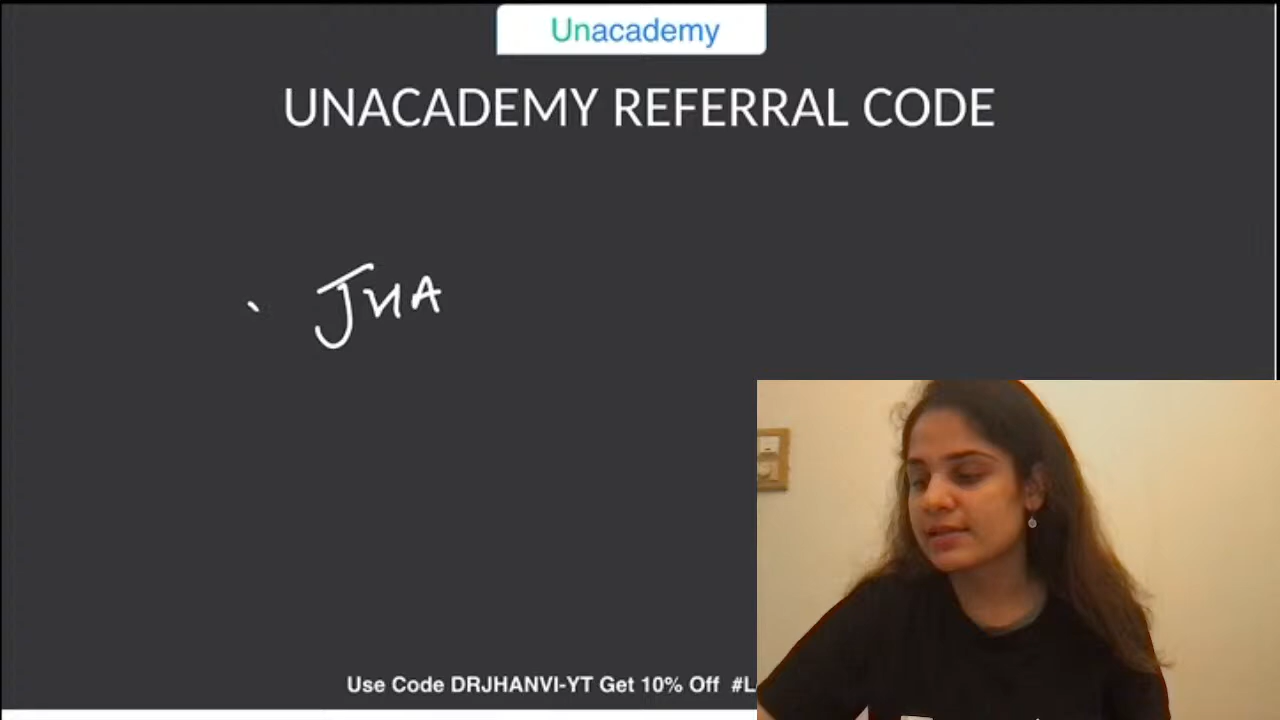 Unacademy
UNACADEMY REFERRAL CODE
JHA
Use Code DRJHANVI-YT Get 10% Off #L